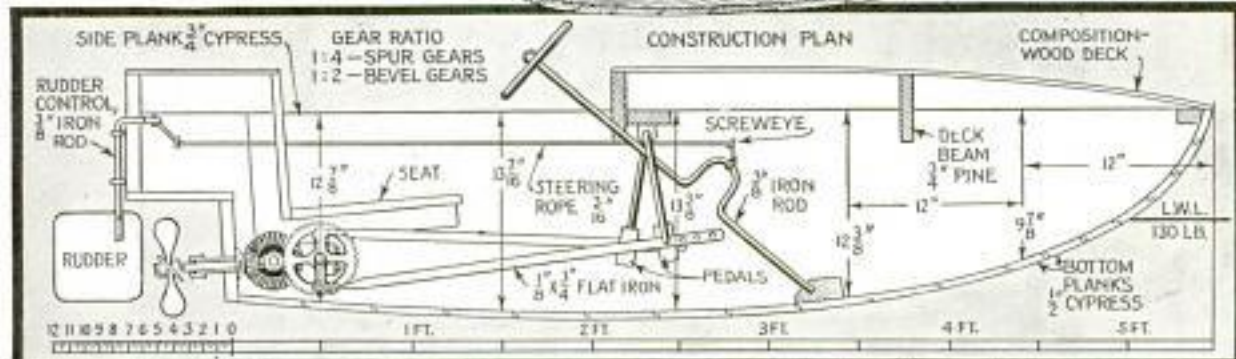 SIDE PLANK 3/4" CYPRESS
GEAR RATIO
1:4 - SPUR GEARS
1:2 - BEVEL GEARS
CONSTRUCTION PLAN
COMPOSITION-
WOOD DECK
RUDDER
CONTROL,
3/8" IRON
ROD
SCREWEYE
DECK
BEAM
3/4" PINE
12"
12 7/8"
SEAT
13 7/16"
STEERING
ROPE 3/16"
13 3/8"
3/8" IRON
ROD
12"
12 3/8"
9 7/8"
L.W.L.
130 LB.
RUDDER
1/8" x 1/4" FLAT IRON
PEDALS
BOTTOM
PLANKS
1/2" CYPRESS
12 11 10 9 8 7 6 5 4 3 2 1 0
1 FT.
2 FT.
3 FT.
4 FT.
5 FT.